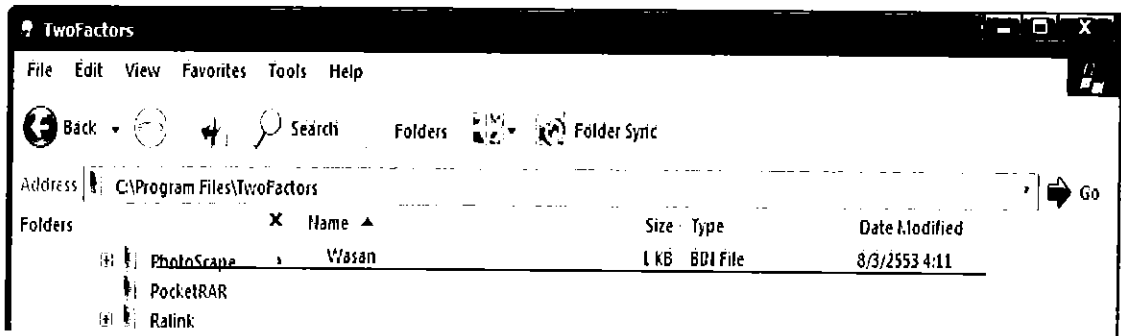 TwoFactors
File Edit View Favorites Tools Help
Back Search Folders Folder Sync
Address C:\Program Files\TwoFactors Go
Folders X Name Size Type Date Modified
PhotoScape Wasan 1 KB BDI File 8/3/2553 4:11
PocketRAR
Ralink